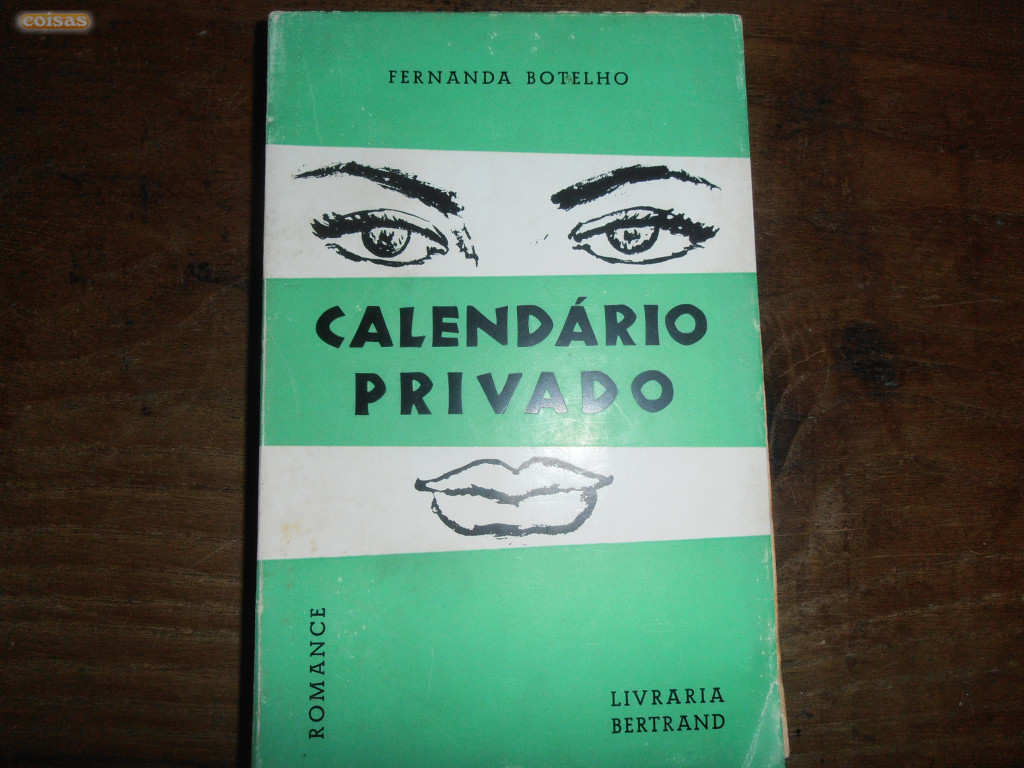 coisas
FERNANDA BOTELHO
CALENDÁRIO
PRIVADO
ROMANCE
LIVRARIA
BERTRAND